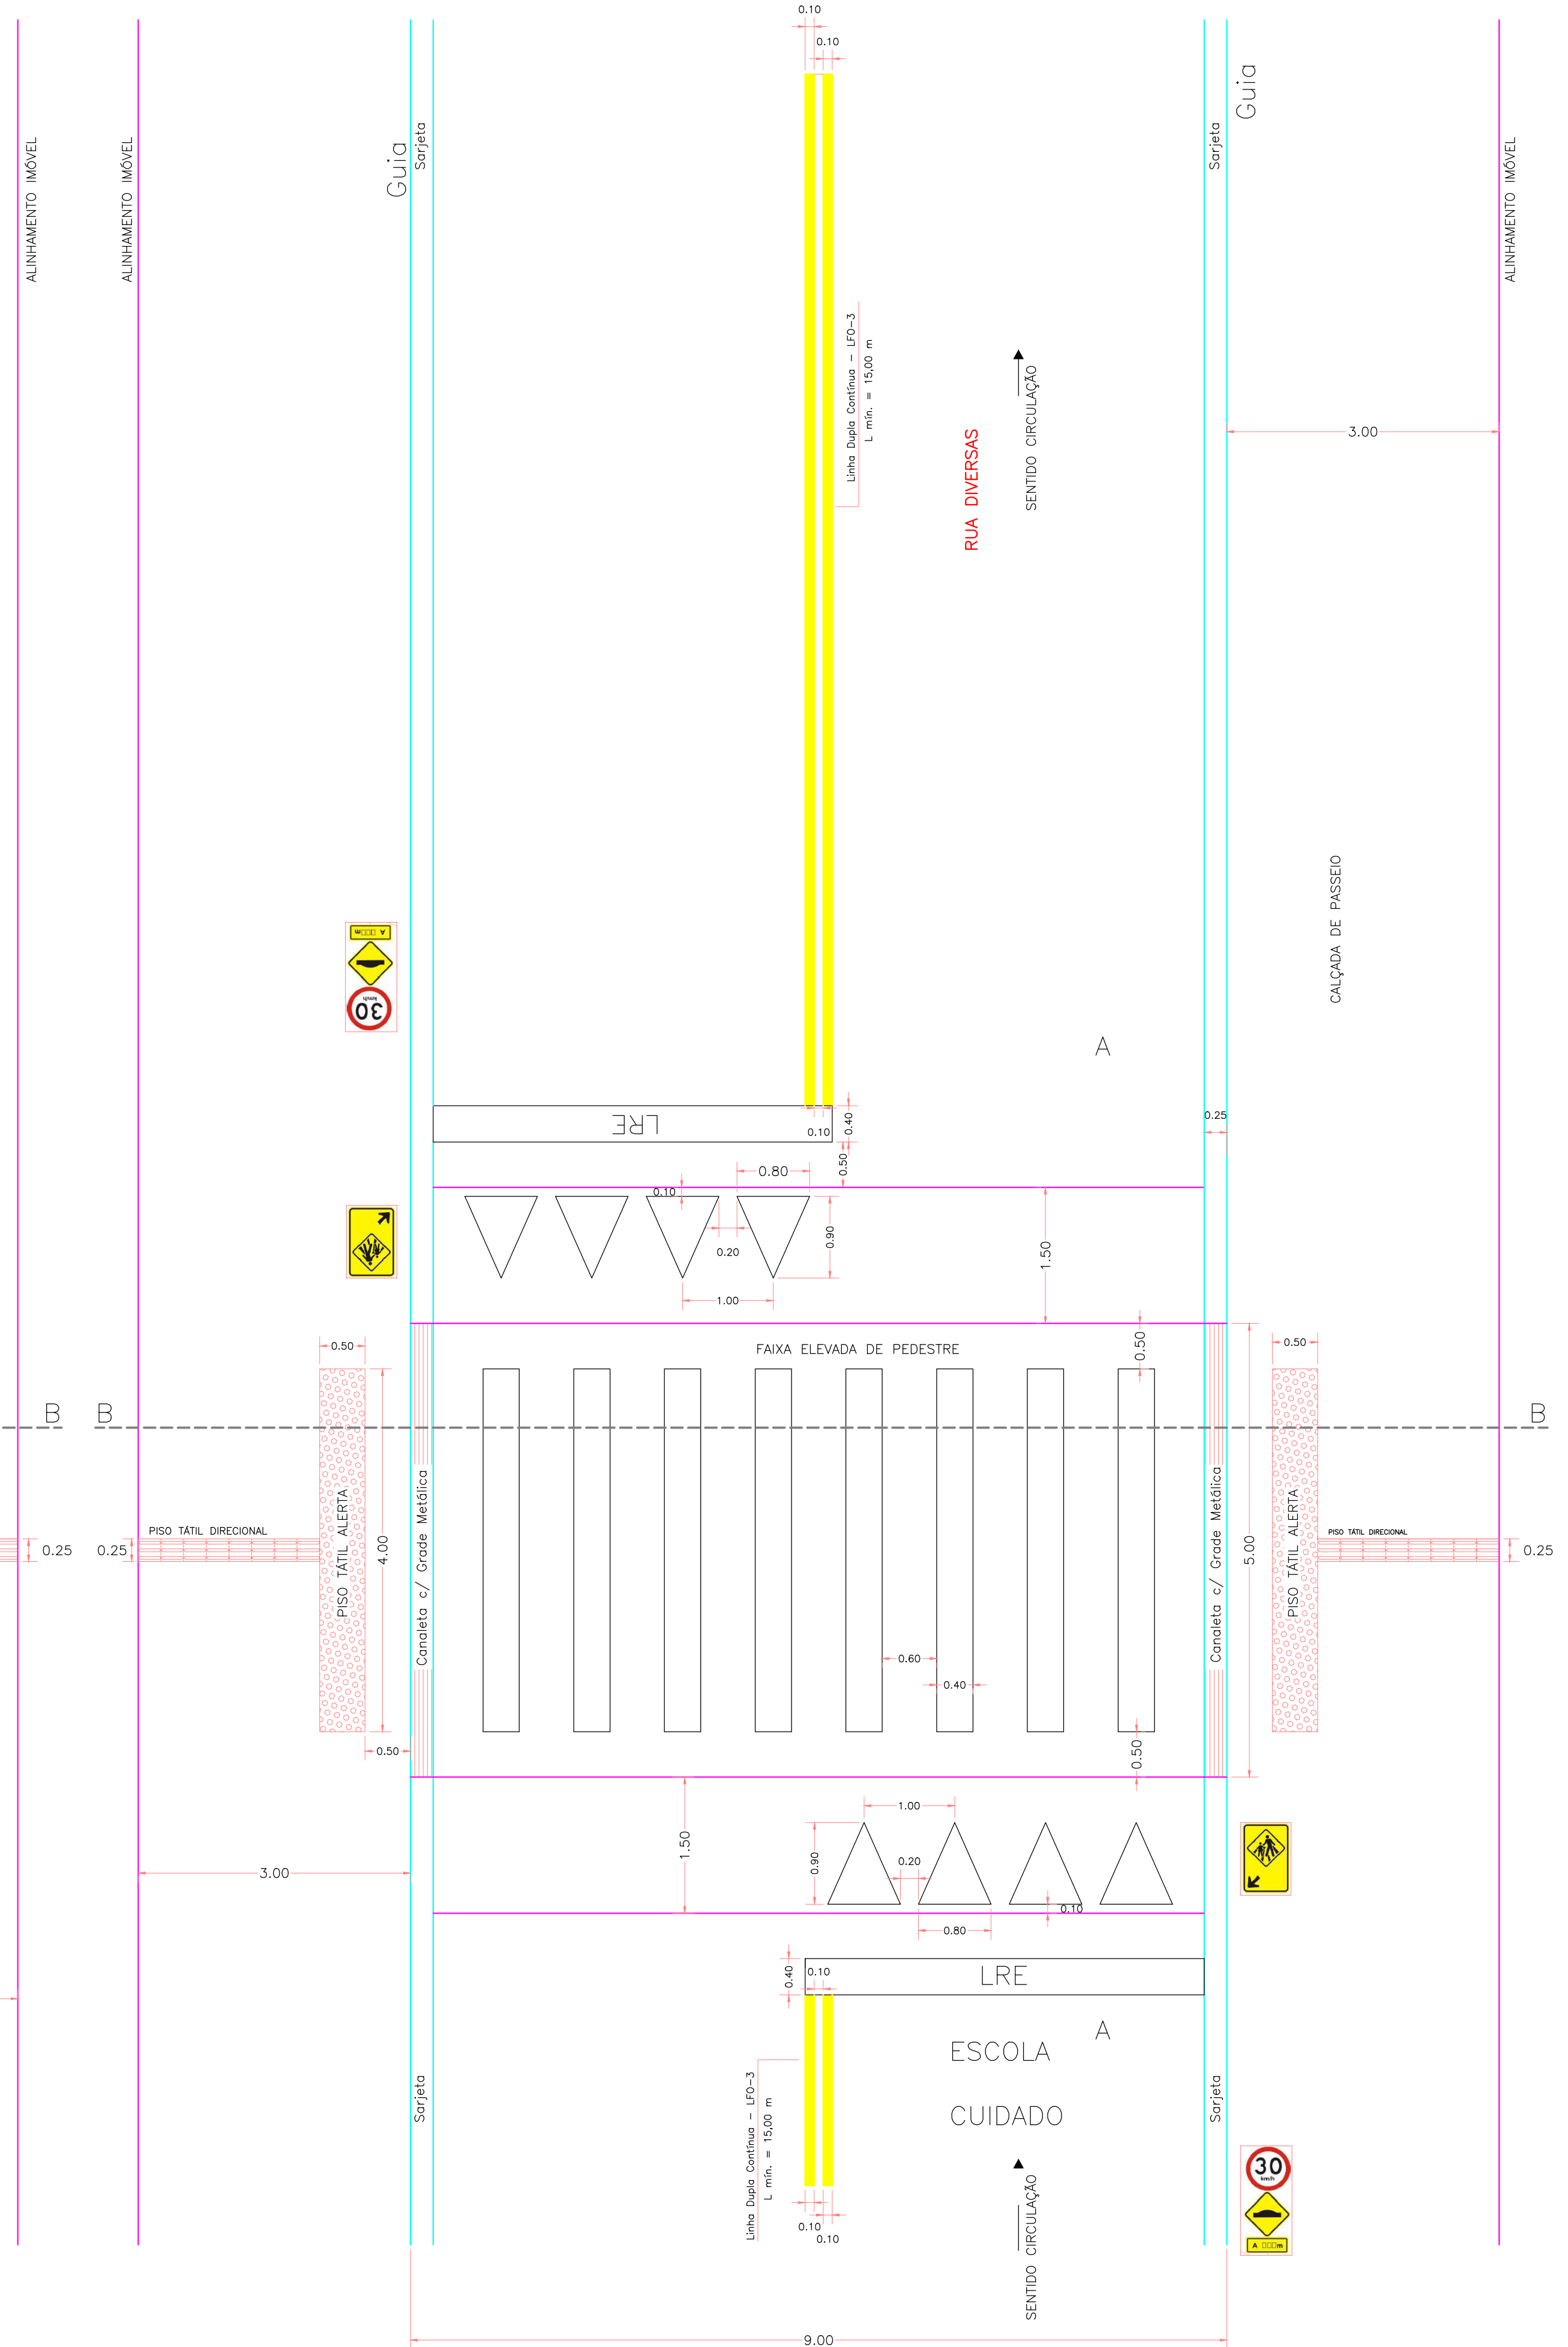 0.10
0.10
Guia
ALINHAMENTO IMÓVEL
ALINHAMENTO IMÓVEL
Guia
Sarjeta
Sarjeta
ALINHAMENTO IMÓVEL
Linha Dupla Contínua - LFO-3
L mín. = 15,00 m
RUA DIVERSAS
SENTIDO CIRCULAÇÃO
3.00
CALÇADA DE PASSEIO
A m
30
km/h
A
LRE
0.10
0.40
0.25
0.50
0.80
0.10
0.20
0.90
1.00
1.50
FAIXA ELEVADA DE PEDESTRE
0.50
0.50
0.50
B
B
B
PISO TÁTIL ALERTA
4.00
Canaleta c/ Grade Metálica
Canaleta c/ Grade Metálica
5.00
PISO TÁTIL ALERTA
PISO TÁTIL DIRECIONAL
PISO TÁTIL DIRECIONAL
0.25
0.25
0.25
0.60
0.40
0.50
0.50
1.50
1.00
0.90
0.20
0.10
0.80
3.00
0.40
0.10
LRE
A
ESCOLA
CUIDADO
Sarjeta
Sarjeta
Linha Dupla Contínua - LFO-3
L mín. = 15,00 m
SENTIDO CIRCULAÇÃO
30
km/h
A m
0.10
0.10
9.00